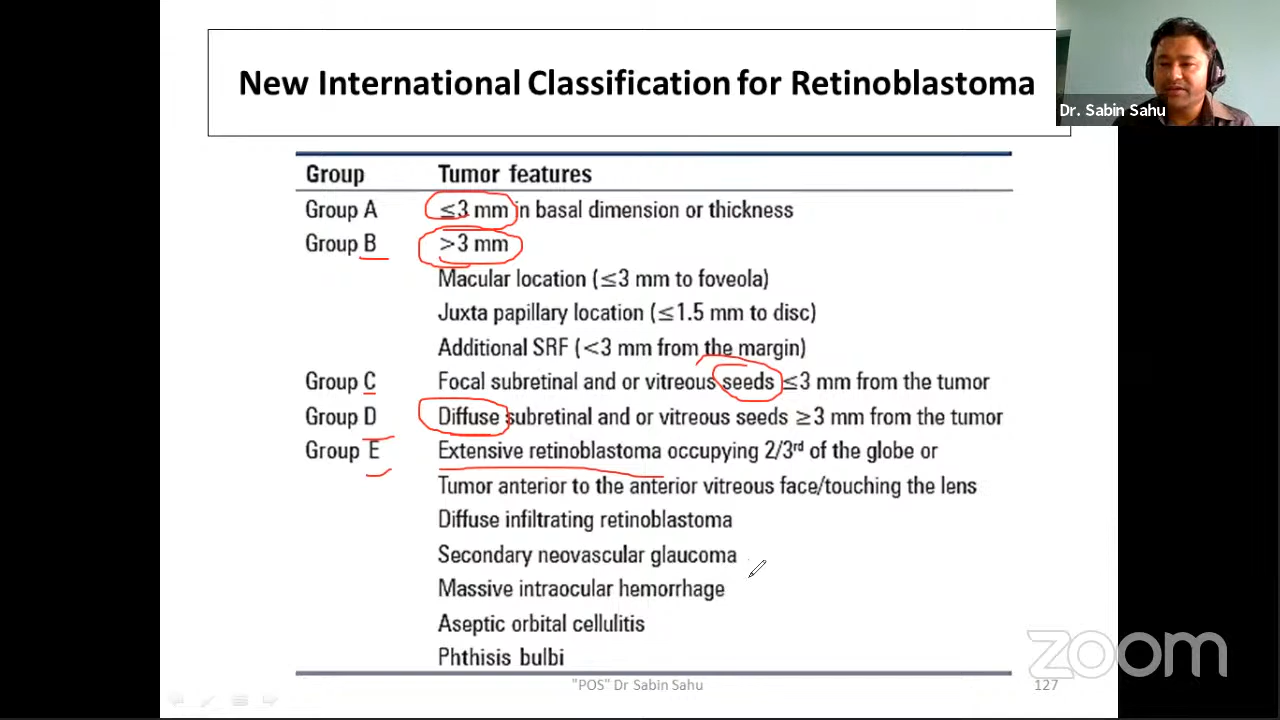 New International Classification for Retinoblastoma
Dr. Sabin Sahu
Group Tumor features
Group A ≤3 mm in basal dimension or thickness
Group B >3 mm
Macular location (≤3 mm to foveola)
Juxta papillary location (≤1.5 mm to disc)
Additional SRF (<3 mm from the margin)
Group C Focal subretinal and or vitreous seeds ≤3 mm from the tumor
Group D Diffuse subretinal and or vitreous seeds ≥3 mm from the tumor
Group E Extensive retinoblastoma occupying 2/3rd of the globe or
Tumor anterior to the anterior vitreous face/touching the lens
Diffuse infiltrating retinoblastoma
Secondary neovascular glaucoma
Massive intraocular hemorrhage
Aseptic orbital cellulitis
Phthisis bulbi
"POS" Dr Sabin Sahu
127
zoom